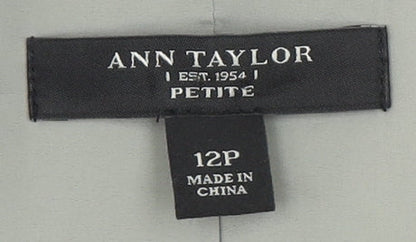 ANN TAYLOR
| EST. 1954 |
PETITE
12P
MADE IN
CHINA